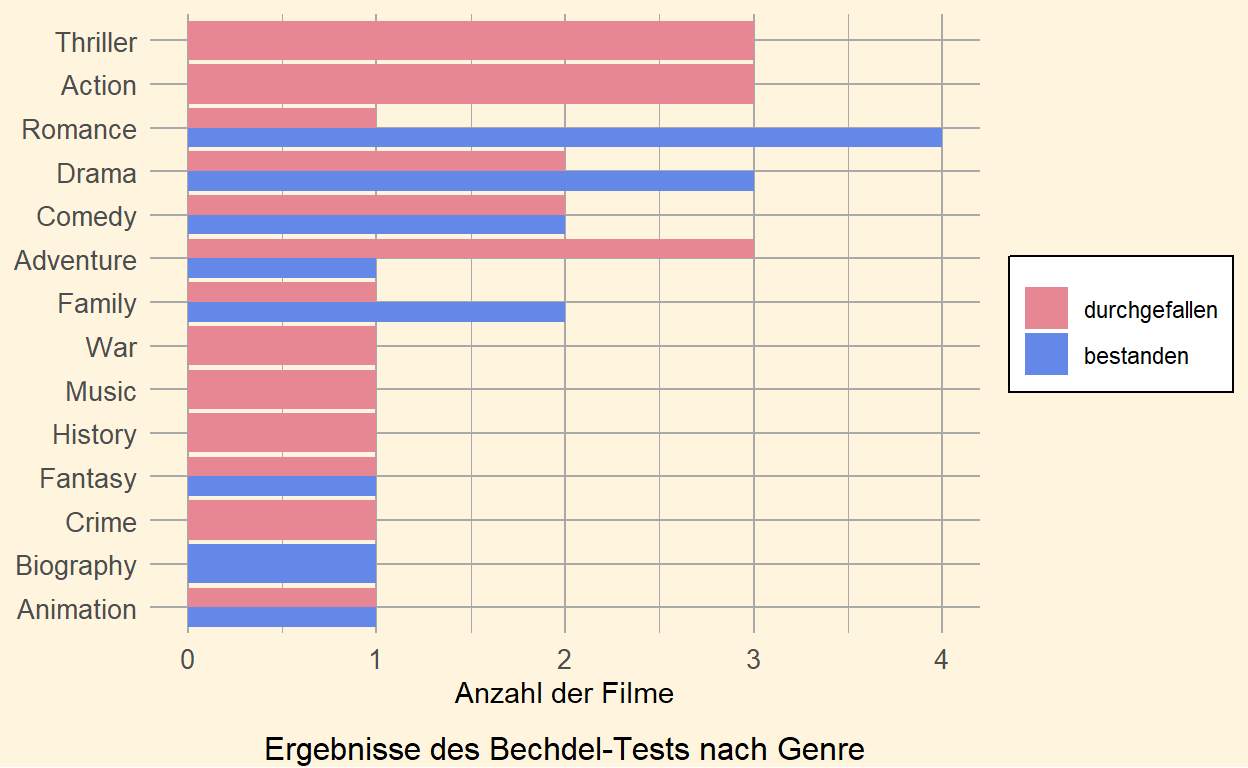 Thriller
Action
Romance
Drama
Comedy
Adventure
Family
War
Music
History
Fantasy
Crime
Biography
Animation
0 1 2 3 4
Anzahl der Filme
Ergebnisse des Bechdel-Tests nach Genre
durchgefallen
bestanden